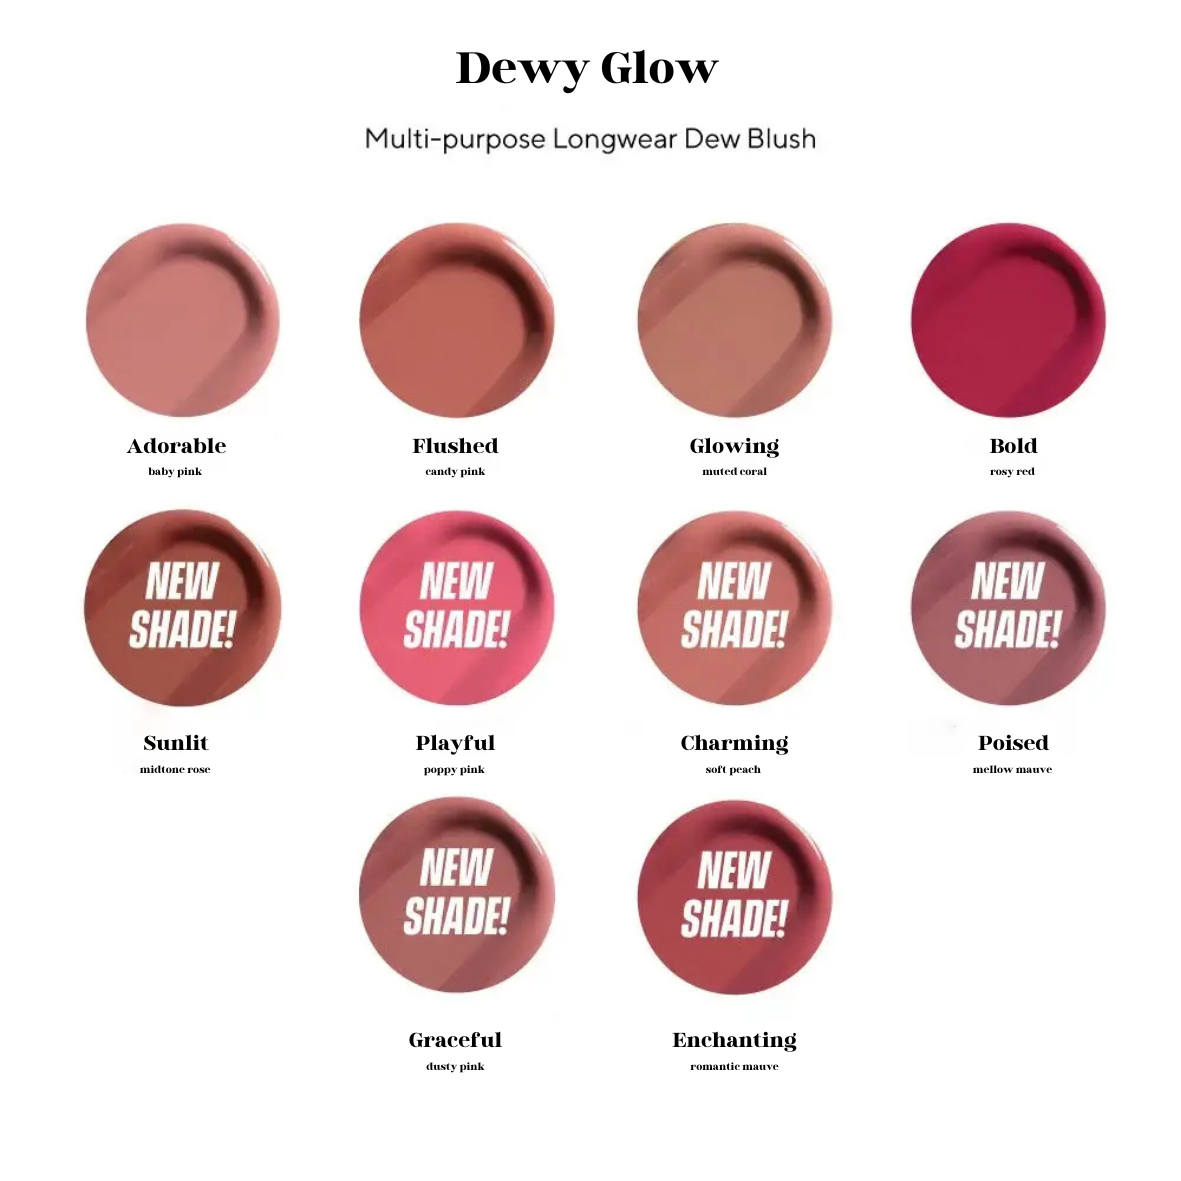 Dewy Glow
Multi-purpose Longwear Dew Blush
Adorable
baby pink
Flushed
candy pink
Glowing
muted coral
Bold
rosy red
NEW
SHADE!
Sunlit
midtone rose
NEW
SHADE!
Playful
poppy pink
NEW
SHADE!
Charming
soft peach
NEW
SHADE!
Poised
mellow mauve
NEW
SHADE!
Graceful
dusty pink
NEW
SHADE!
Enchanting
romantic mauve